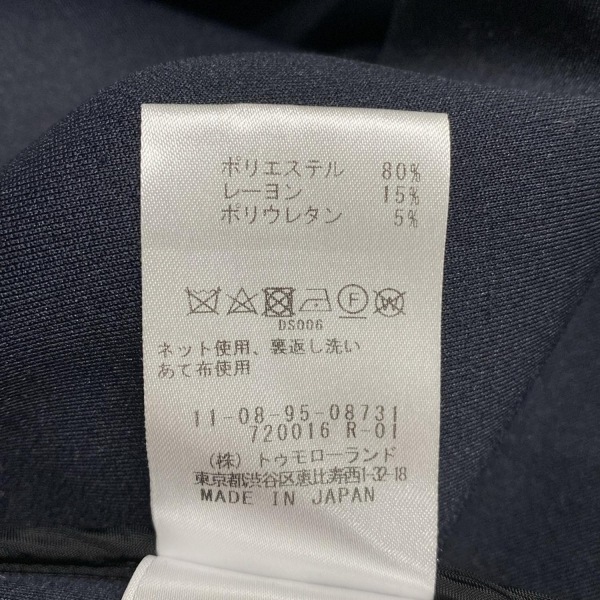 ポリエステル 80%
レーヨン 15%
ポリウレタン 5%
F W
DS006
ネット使用、裏返し洗い
あて布使用
11-08-95-08731
720016 R-01
(株) トゥモローランド
東京都渋谷区恵比寿西1-32-18
MADE IN JAPAN